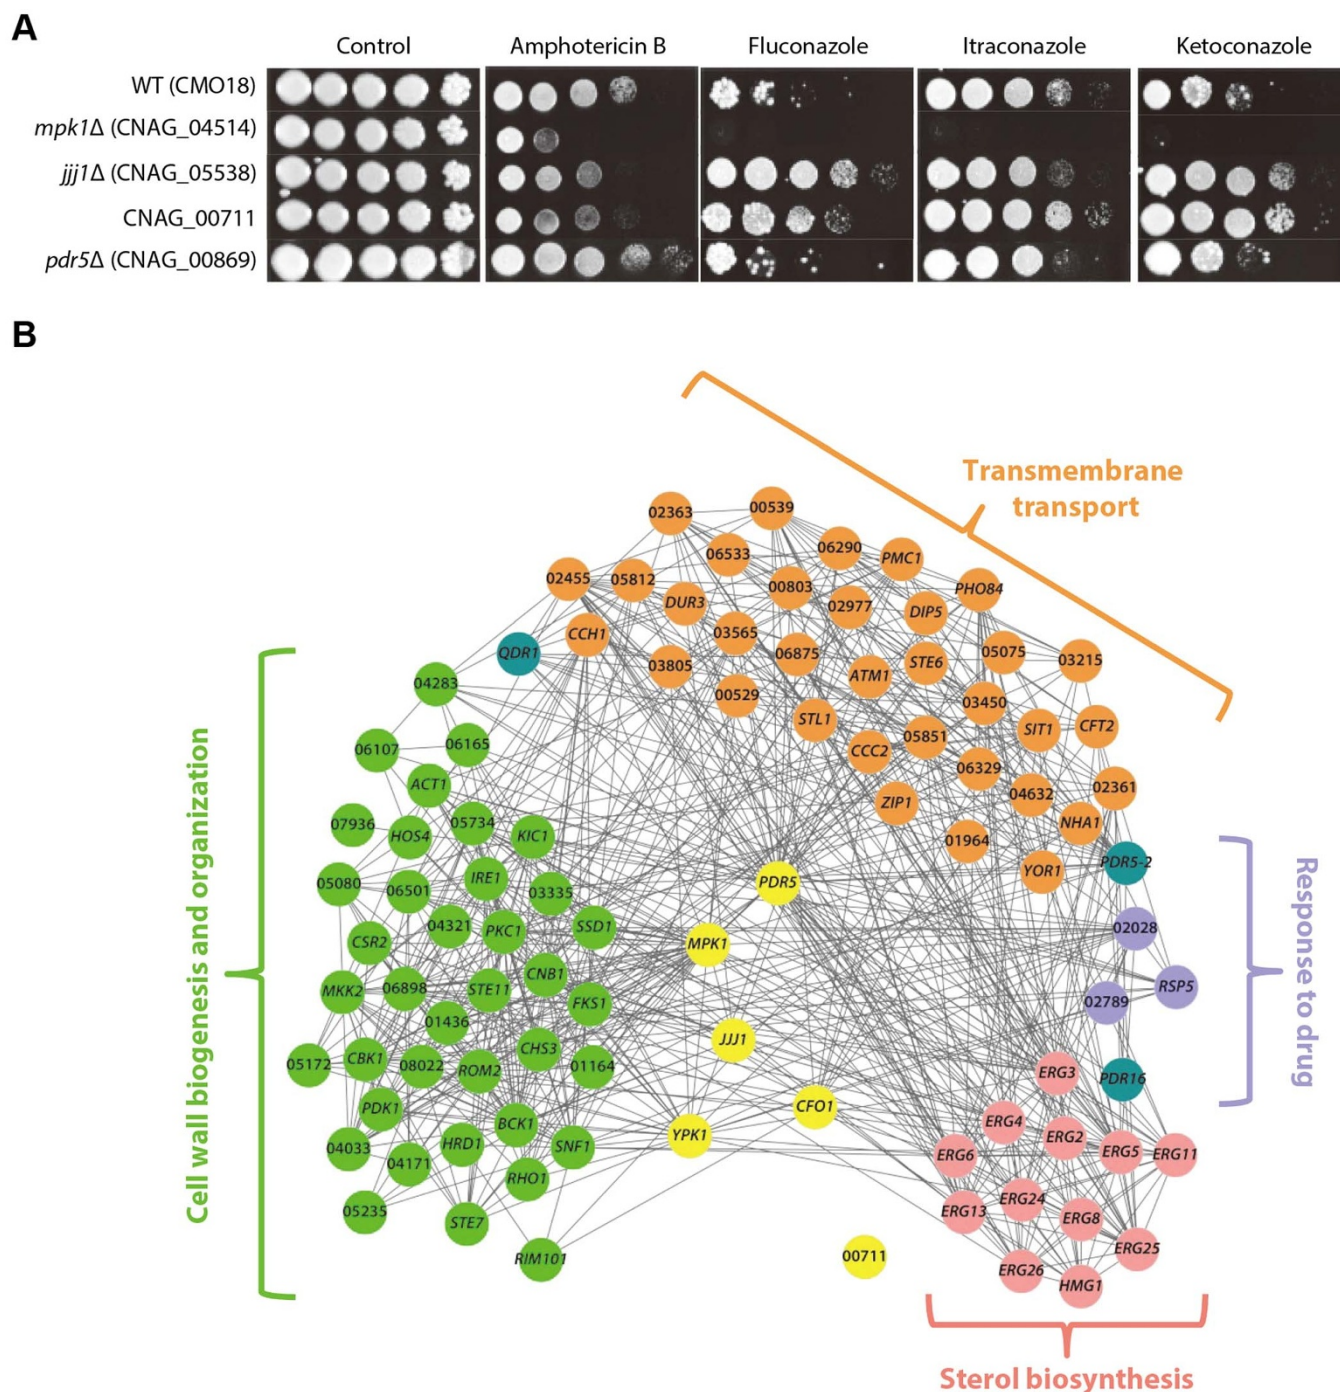 A
Control
Amphotericin B
Fluconazole
Itraconazole
Ketoconazole
WT (CMO18)
mpk1Δ (CNAG_04514)
jjj1Δ (CNAG_05538)
CNAG_00711
pdr5Δ (CNAG_00869)
B
Transmembrane
transport
Cell wall biogenesis and organization
Response to drug
Sterol biosynthesis
02363
00539
06533
06290
PMC1
02455
05812
DUR3
00803
02977
DIP5
PHO84
CCH1
QDR1
03565
03805
06875
ATM1
STE6
05075
03215
00529
STL1
03450
SIT1
CFT2
CCC2
05851
06329
ZIP1
04632
02361
NHA1
01964
YOR1
PDR5-2
04283
06107
06165
ACT1
07936
HOS4
05734
KIC1
05080
06501
IRE1
03335
04321
PKC1
SSD1
CSR2
CNB1
MKK2
06898
STE11
FKS1
01436
CHS3
05172
CBK1
08022
ROM2
01164
PDK1
BCK1
04033
04171
HRD1
SNF1
RHO1
05235
STE7
RIM101
PDR5
MPK1
JJJ1
CFO1
YPK1
00711
02028
02789
RSP5
PDR16
ERG3
ERG4
ERG2
ERG5
ERG11
ERG6
ERG24
ERG13
ERG8
ERG25
ERG26
HMG1